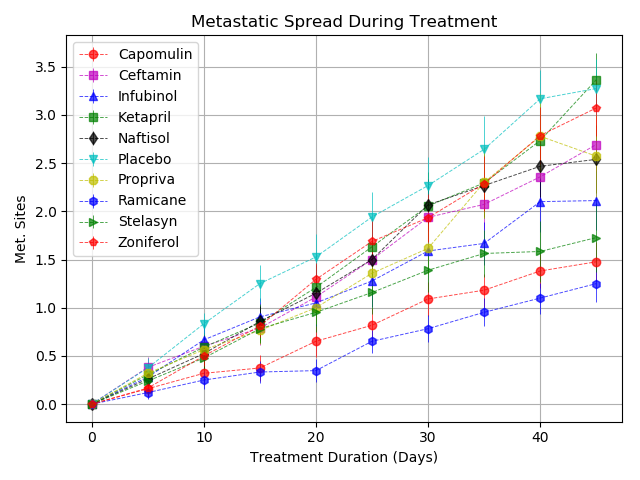 Metastatic Spread During Treatment
Capomulin
Ceftamin
Infubinol
Ketapril
Naftisol
Placebo
Propriva
Ramicane
Stelasyn
Zoniferol
Met. Sites
3.5
3.0
2.5
2.0
1.5
1.0
0.5
0.0
0 10 20 30 40
Treatment Duration (Days)